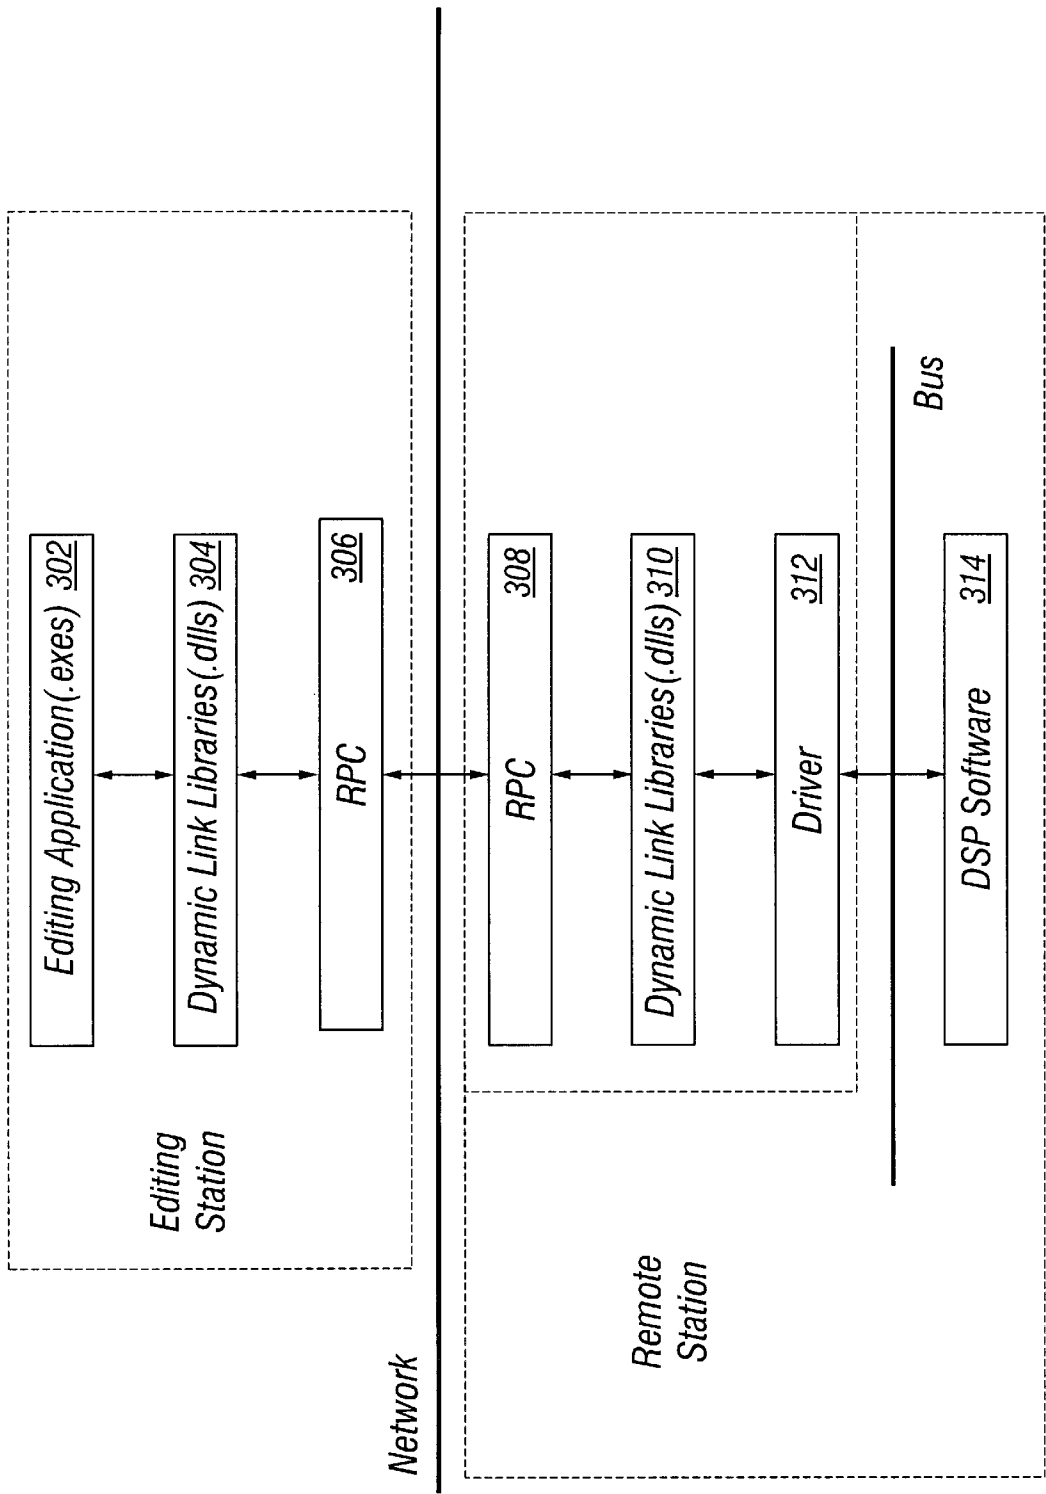 Editing Application(.exes) 302
Dynamic Link Libraries(.dlls) 304
RPC 306
Editing
Station
Network
RPC 308
Dynamic Link Libraries(.dlls) 310
Driver 312
Remote
Station
Bus
DSP Software 314